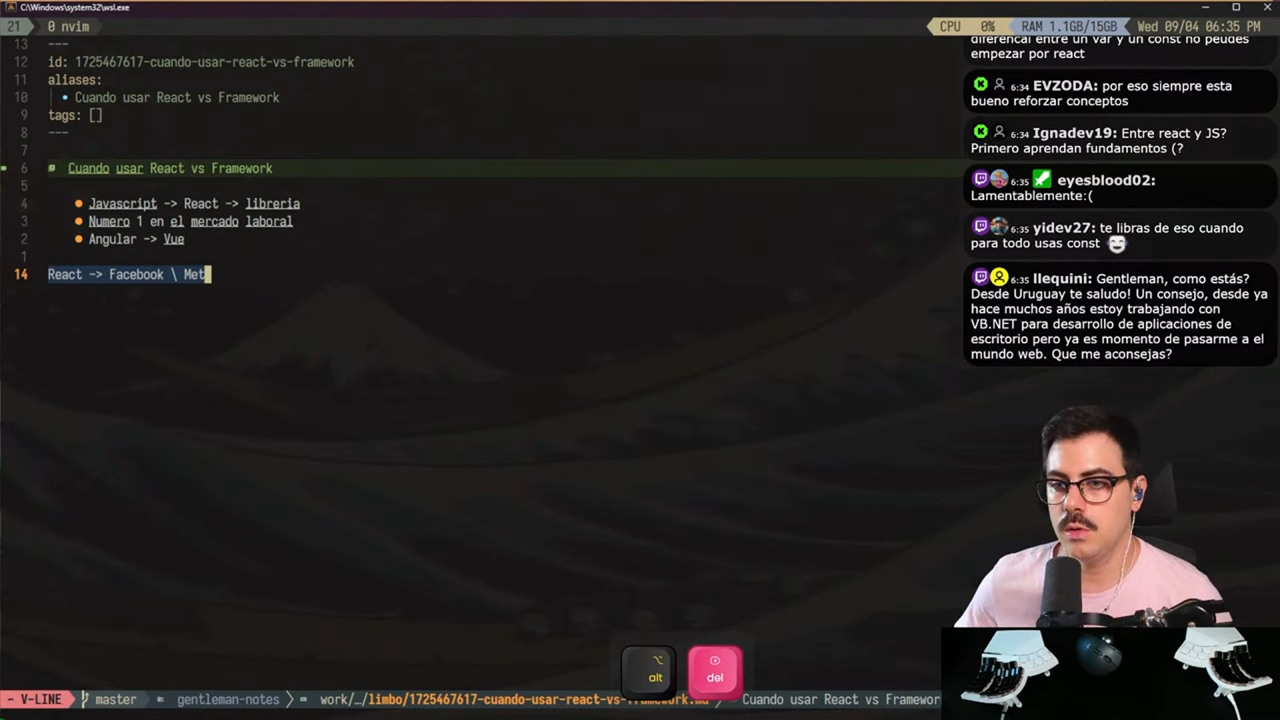 C:\Windows\system32\wsl.exe
21 0 nvim CPU 0% RAM 1.1GB/15GB Wed 09/04 06:35 PM
13 ---
12 id: 1725467617-cuando-usar-react-vs-framework
11 aliases:
10 • Cuando usar React vs Framework
9 tags: []
8 ---
7
6 Cuando usar React vs Framework
5
4 ● Javascript -> React -> libreria
3 ● Numero 1 en el mercado laboral
2 ● Angular -> Vue
1
14 React -> Facebook \ Met
diferencal entre un var y un const no peudes
empezar por react
6:34 EVZODA: por eso siempre esta
bueno reforzar conceptos
6:34 Ignadev19: Entre react y JS?
Primero aprendan fundamentos (?
6:35 eyesblood02:
Lamentablemente:(
6:35 yidev27: te libras de eso cuando
para todo usas const
6:35 llequini: Gentleman, como estás?
Desde Uruguay te saludo! Un consejo, desde ya
hace muchos años estoy trabajando con
VB.NET para desarrollo de aplicaciones de
escritorio pero ya es momento de pasarme a el
mundo web. Que me aconsejas?
alt
del
- V-LINE master gentleman-notes work/…/limbo/1725467617-cuando-usar-react-vs-framework.md Cuando usar React vs Framewor